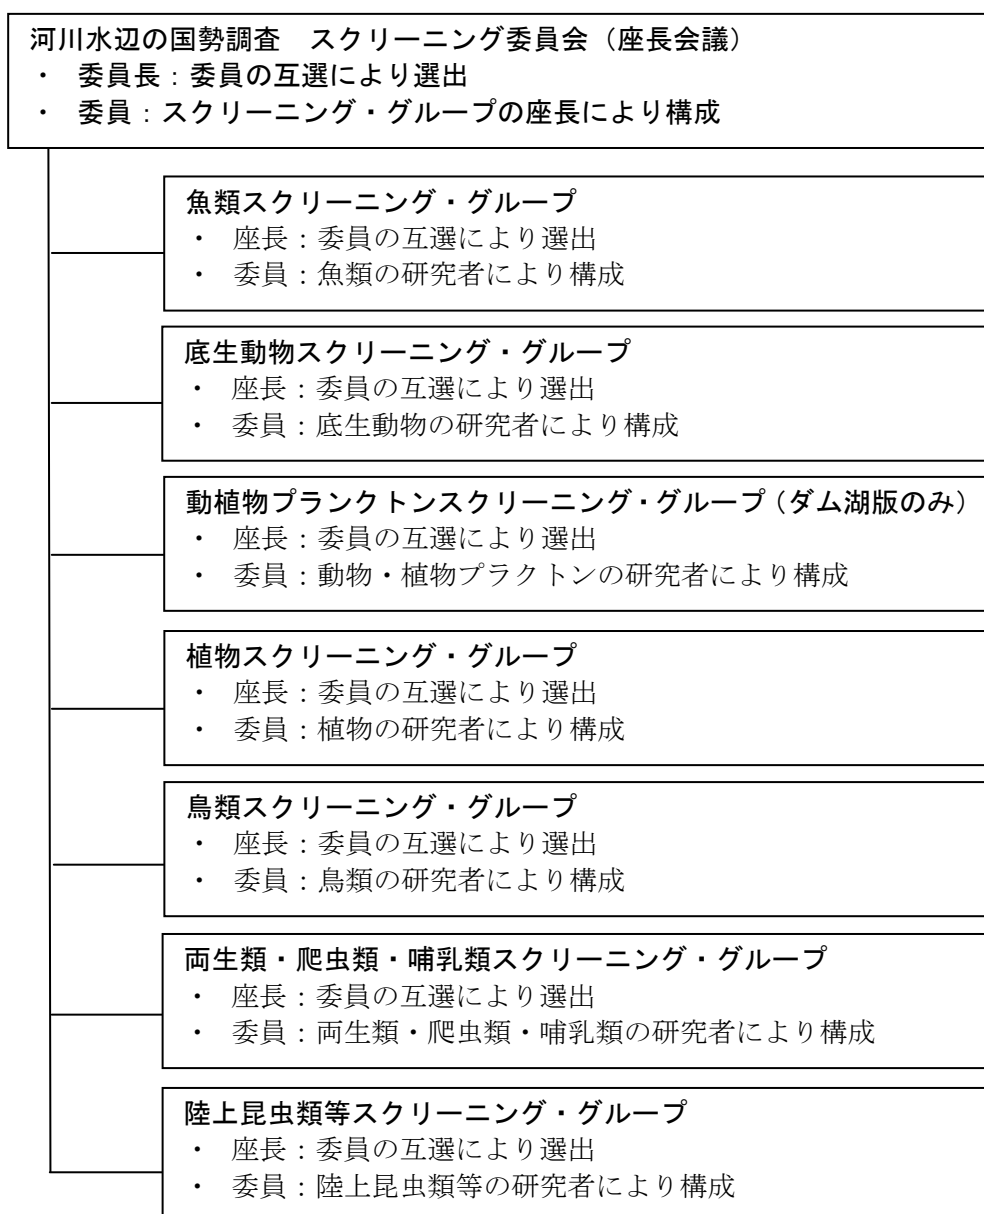 河川水辺の国勢調査　スクリーニング委員会（座長会議）
・ 委員長：委員の互選により選出
・ 委員：スクリーニング・グループの座長により構成
魚類スクリーニング・グループ
・ 座長：委員の互選により選出
・ 委員：魚類の研究者により構成
底生動物スクリーニング・グループ
・ 座長：委員の互選により選出
・ 委員：底生動物の研究者により構成
動植物プランクトンスクリーニング・グループ（ダム湖版のみ）
・ 座長：委員の互選により選出
・ 委員：動物・植物プラクトンの研究者により構成
植物スクリーニング・グループ
・ 座長：委員の互選により選出
・ 委員：植物の研究者により構成
鳥類スクリーニング・グループ
・ 座長：委員の互選により選出
・ 委員：鳥類の研究者により構成
両生類・爬虫類・哺乳類スクリーニング・グループ
・ 座長：委員の互選により選出
・ 委員：両生類・爬虫類・哺乳類の研究者により構成
陸上昆虫類等スクリーニング・グループ
・ 座長：委員の互選により選出
・ 委員：陸上昆虫類等の研究者により構成